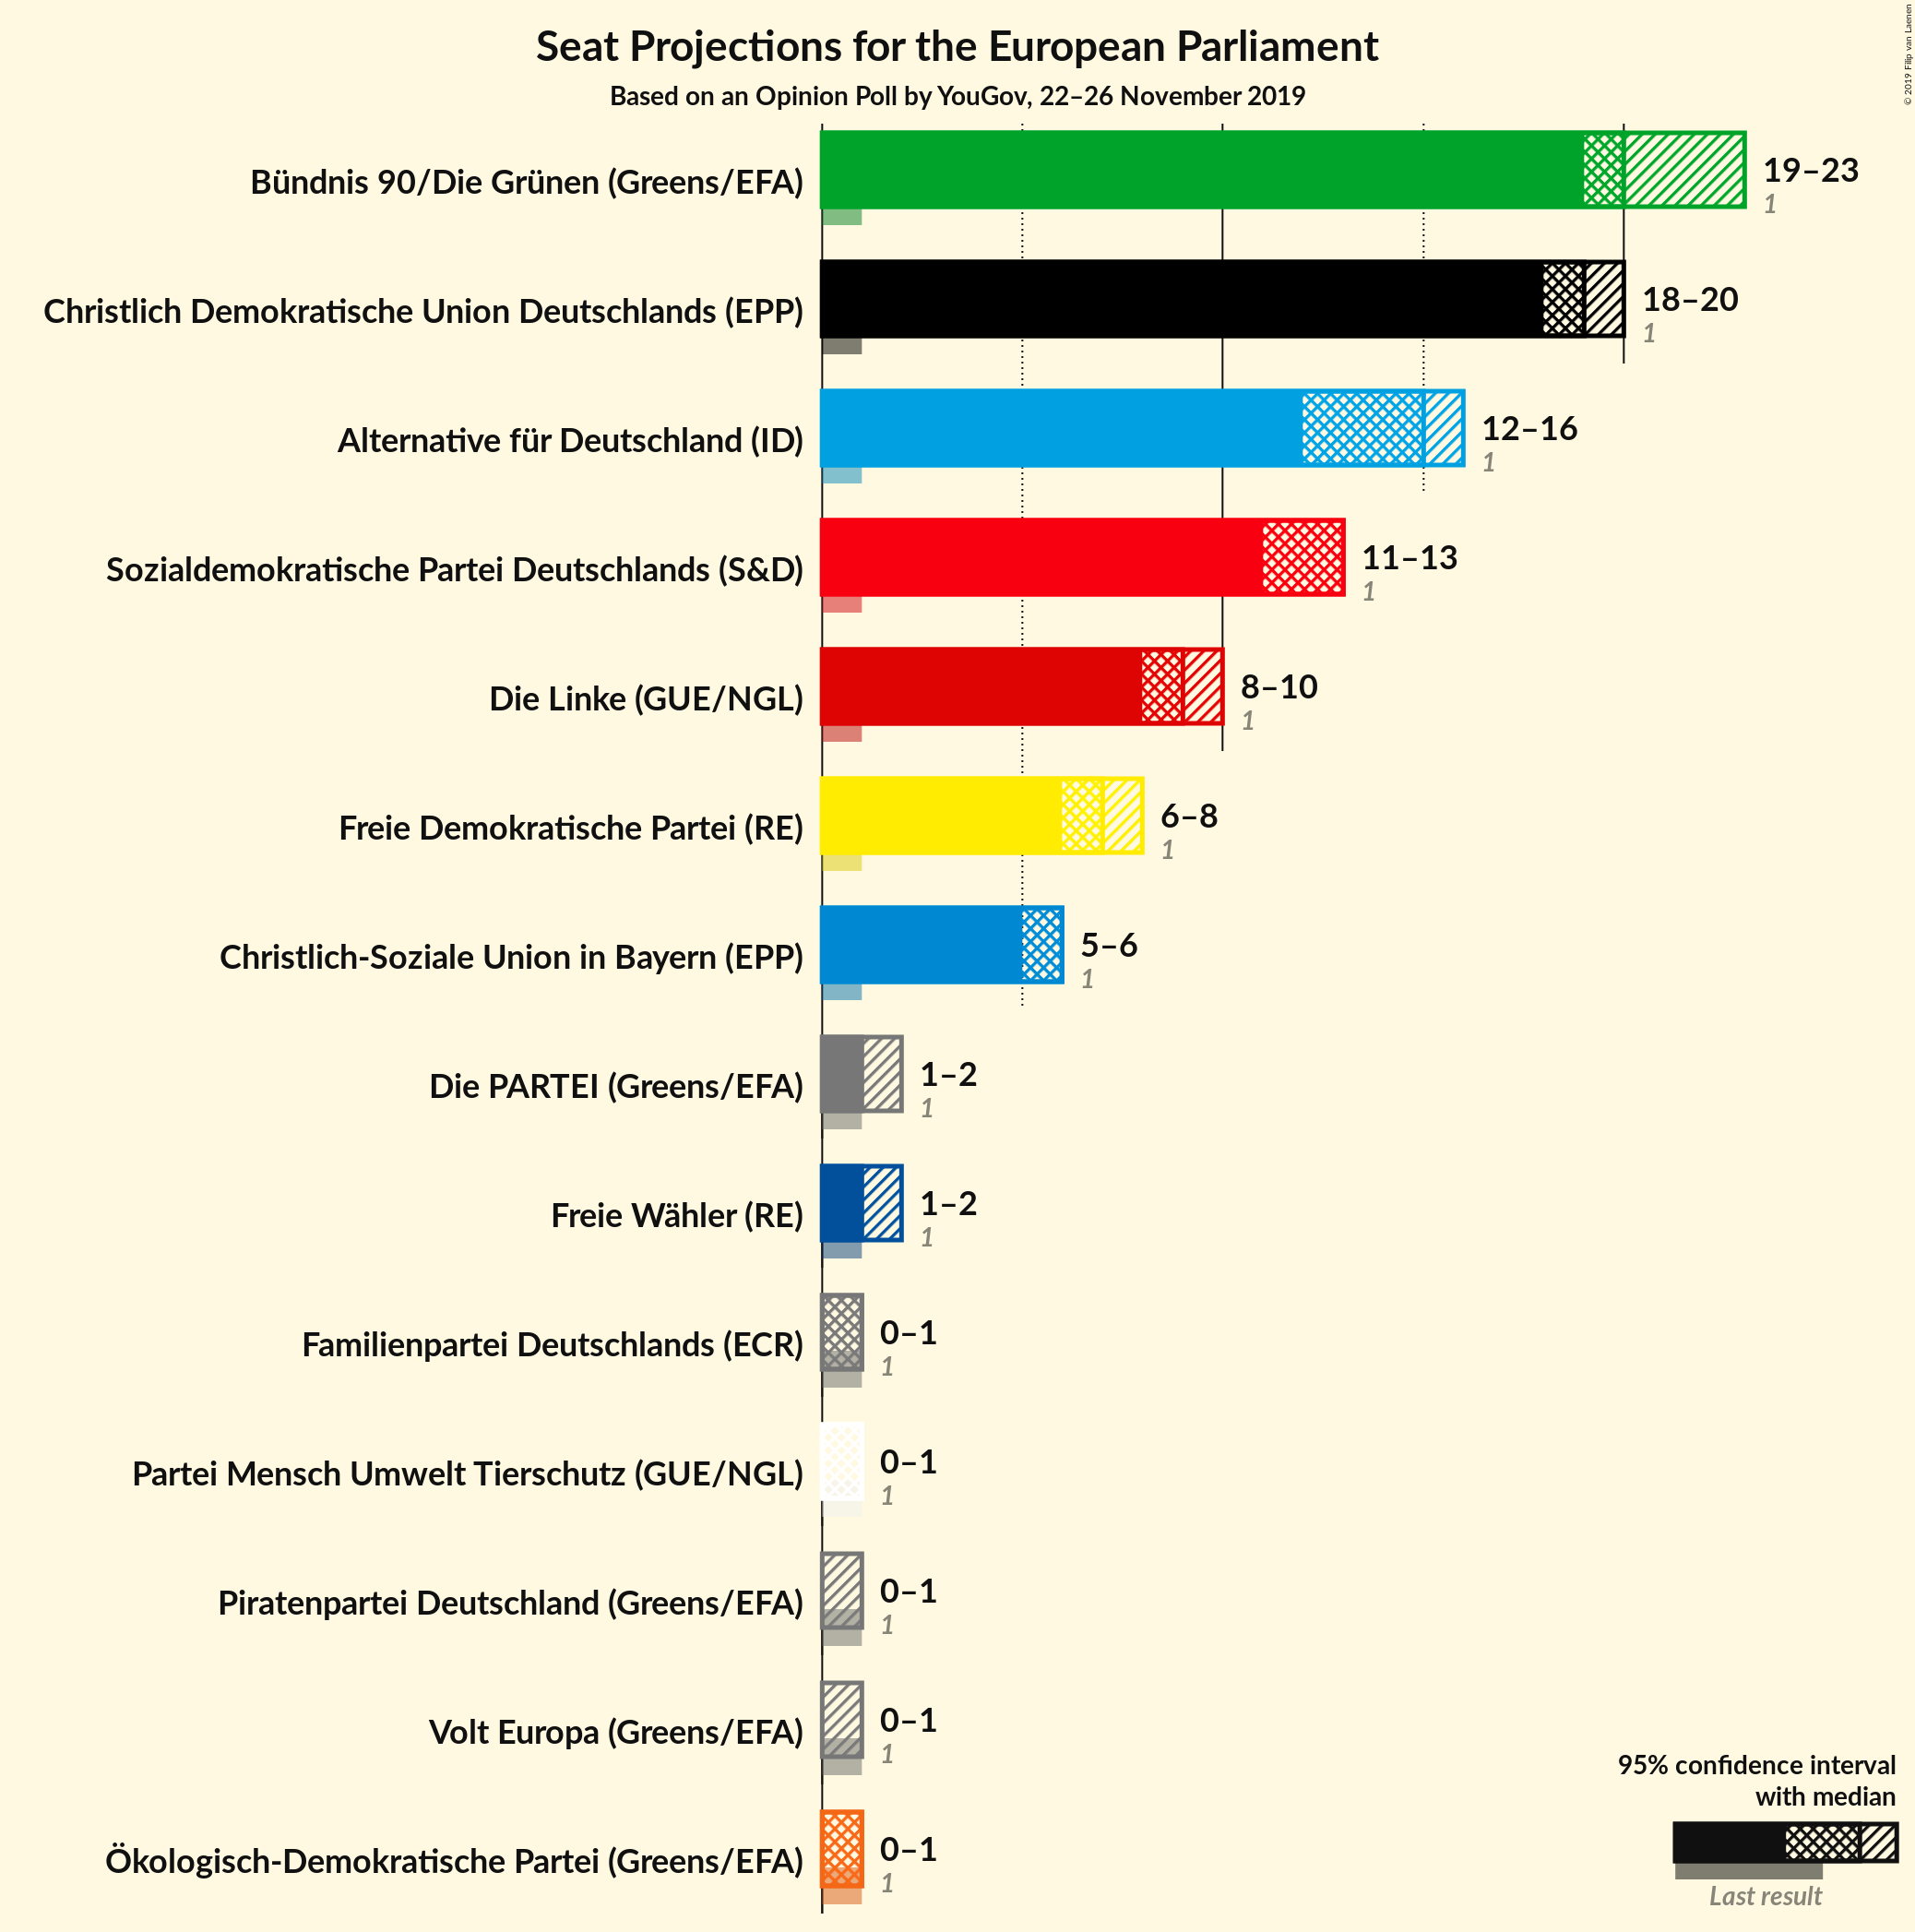 Seat Projections for the European Parliament
Based on an Opinion Poll by YouGov, 22–26 November 2019
© 2019 Filip van Laenen
Bündnis 90/Die Grünen (Greens/EFA)
19–23
1
Christlich Demokratische Union Deutschlands (EPP)
18–20
1
Alternative für Deutschland (ID)
12–16
1
Sozialdemokratische Partei Deutschlands (S&D)
11–13
1
Die Linke (GUE/NGL)
8–10
1
Freie Demokratische Partei (RE)
6–8
1
Christlich-Soziale Union in Bayern (EPP)
5–6
1
Die PARTEI (Greens/EFA)
1–2
1
Freie Wähler (RE)
1–2
1
Familienpartei Deutschlands (ECR)
0–1
1
Partei Mensch Umwelt Tierschutz (GUE/NGL)
0–1
1
Piratenpartei Deutschland (Greens/EFA)
0–1
1
Volt Europa (Greens/EFA)
0–1
1
Ökologisch-Demokratische Partei (Greens/EFA)
0–1
1
95% confidence interval
with median
Last result